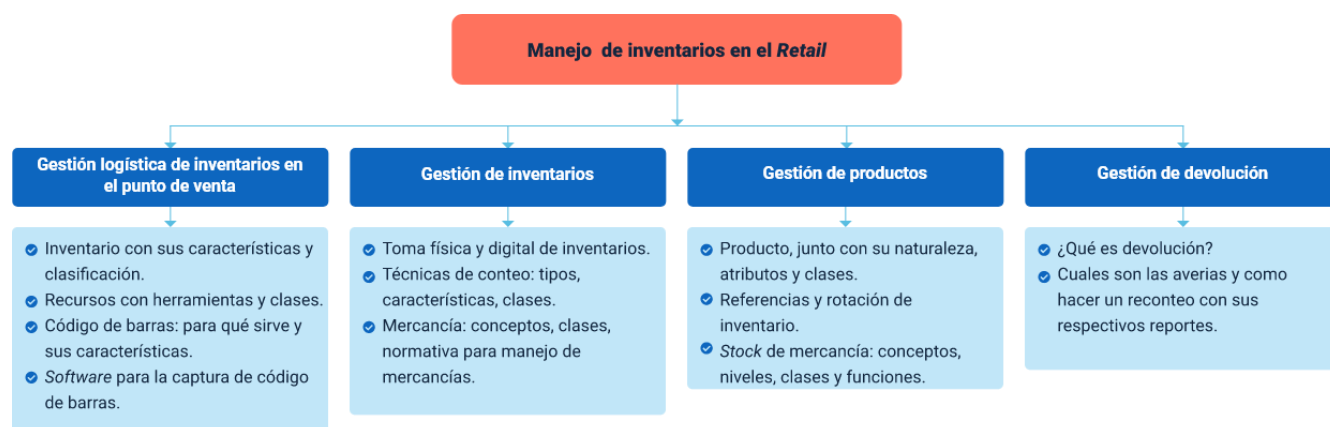 Manejo de inventarios en el Retail
Gestión logística de inventarios en
el punto de venta
Inventario con sus características y
clasificación.
Recursos con herramientas y clases.
Código de barras: para qué sirve y
sus características.
Software para la captura de código
de barras.
Gestión de inventarios
Toma física y digital de inventarios.
Técnicas de conteo: tipos,
características, clases.
Mercancía: conceptos, clases,
normativa para manejo de
mercancías.
Gestión de productos
Producto, junto con su naturaleza,
atributos y clases.
Referencias y rotación de
inventario.
Stock de mercancía: conceptos,
niveles, clases y funciones.
Gestión de devolución
¿Qué es devolución?
Cuales son las averias y como
hacer un reconteo con sus
respectivos reportes.